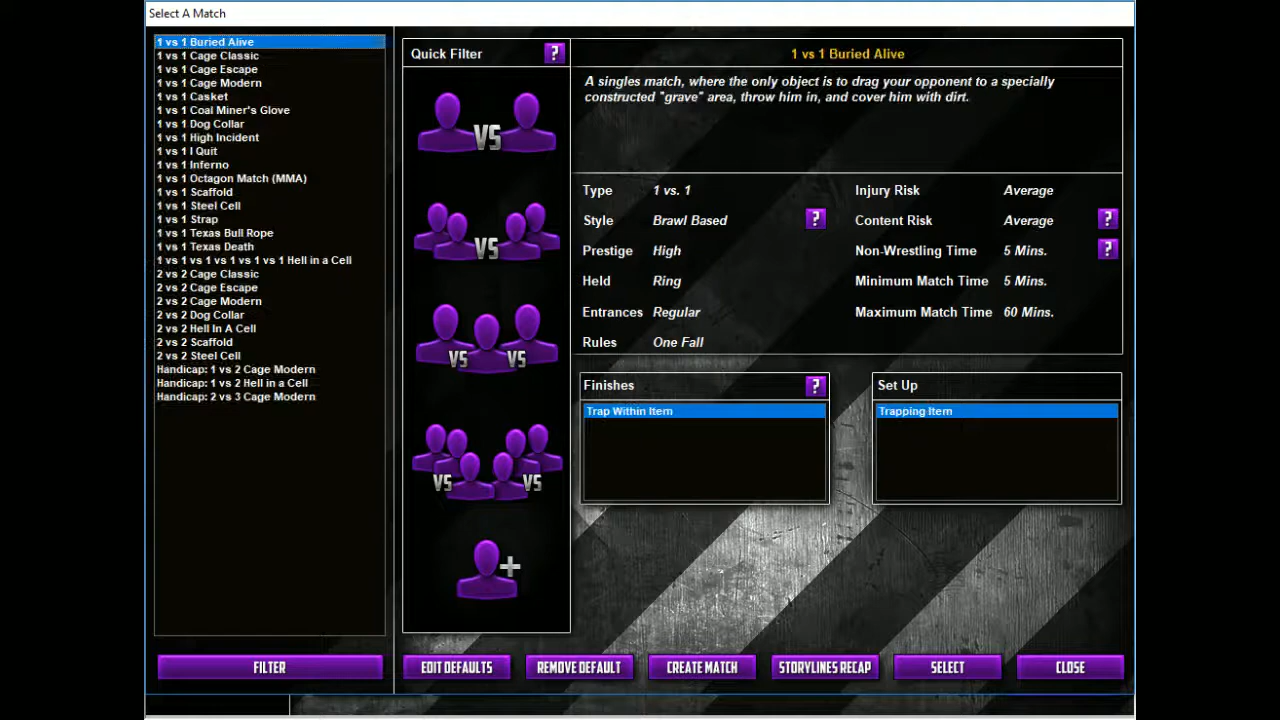 Select A Match
1 vs 1 Buried Alive
1 vs 1 Cage Classic
1 vs 1 Cage Escape
1 vs 1 Cage Modern
1 vs 1 Casket
1 vs 1 Coal Miner's Glove
1 vs 1 Dog Collar
1 vs 1 High Incident
1 vs 1 I Quit
1 vs 1 Inferno
1 vs 1 Octagon Match (MMA)
1 vs 1 Scaffold
1 vs 1 Steel Cell
1 vs 1 Strap
1 vs 1 Texas Bull Rope
1 vs 1 Texas Death
1 vs 1 vs 1 vs 1 vs 1 vs 1 Hell in a Cell
2 vs 2 Cage Classic
2 vs 2 Cage Escape
2 vs 2 Cage Modern
2 vs 2 Dog Collar
2 vs 2 Hell In A Cell
2 vs 2 Scaffold
2 vs 2 Steel Cell
Handicap: 1 vs 2 Cage Modern
Handicap: 1 vs 2 Hell in a Cell
Handicap: 2 vs 3 Cage Modern
FILTER
Quick Filter ?
VS
VS
VS VS
VS VS
+
1 vs 1 Buried Alive
A singles match, where the only object is to drag your opponent to a specially
constructed "grave" area, throw him in, and cover him with dirt.
Type 1 vs. 1 Injury Risk Average
Style Brawl Based ? Content Risk Average ?
Prestige High Non-Wrestling Time 5 Mins. ?
Held Ring Minimum Match Time 5 Mins.
Entrances Regular Maximum Match Time 60 Mins.
Rules One Fall
Finishes ?
Trap Within Item
Set Up
Trapping Item
EDIT DEFAULTS REMOVE DEFAULT CREATE MATCH STORYLINES RECAP SELECT CLOSE